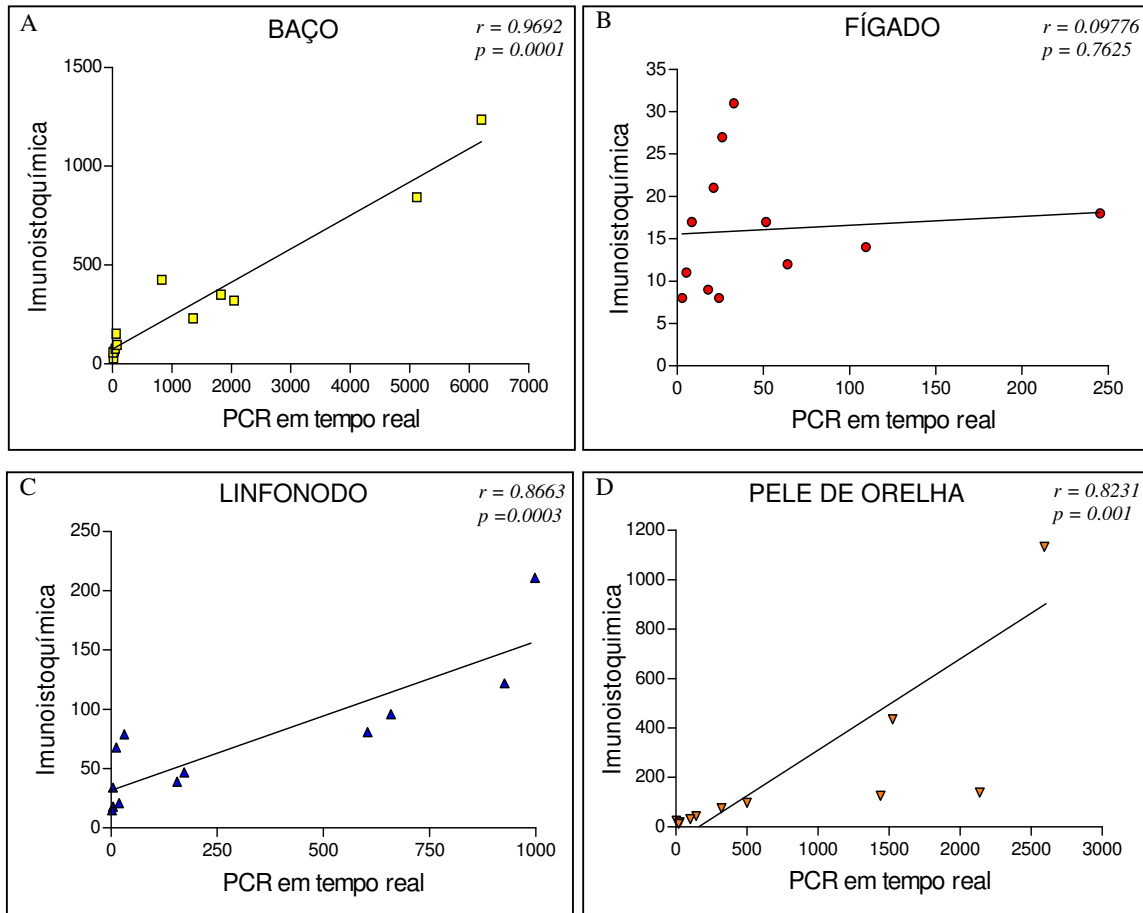 A
BAÇO
r = 0.9692
p = 0.0001
Imunoistoquímica
1500
1000
500
0
0 1000 2000 3000 4000 5000 6000 7000
PCR em tempo real
B
FÍGADO
r = 0.09776
p = 0.7625
Imunoistoquímica
35
30
25
20
15
10
5
0
0 50 100 150 200 250
PCR em tempo real
C
LINFONODO
r = 0.8663
p =0.0003
Imunoistoquímica
250
200
150
100
50
0
0 250 500 750 1000
PCR em tempo real
D
PELE DE ORELHA
r = 0.8231
p = 0.001
Imunoistoquimica
1200
1000
800
600
400
200
0
0 500 1000 1500 2000 2500 3000
PCR em tempo real